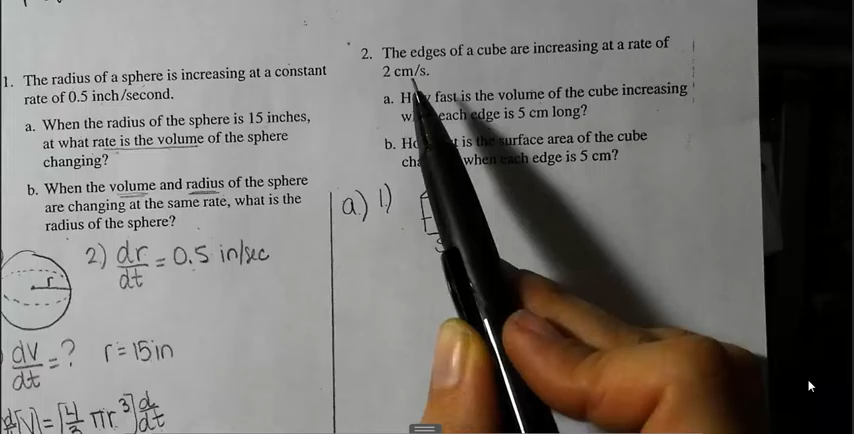 1. The radius of a sphere is increasing at a constant
rate of 0.5 inch/second.
a. When the radius of the sphere is 15 inches,
at what rate is the volume of the sphere
changing?
b. When the volume and radius of the sphere
are changing at the same rate, what is the
radius of the sphere?
2) dr/dt = 0.5 in/sec
r
dV/dt = ? r = 15in
[V] = [4/3 πr³] d/dt
2. The edges of a cube are increasing at a rate of
2 cm/s.
a. fast is the volume of the cube increasing
each edge is 5 cm long?
b. is the surface area of the cube
when each edge is 5 cm?
a) 1)